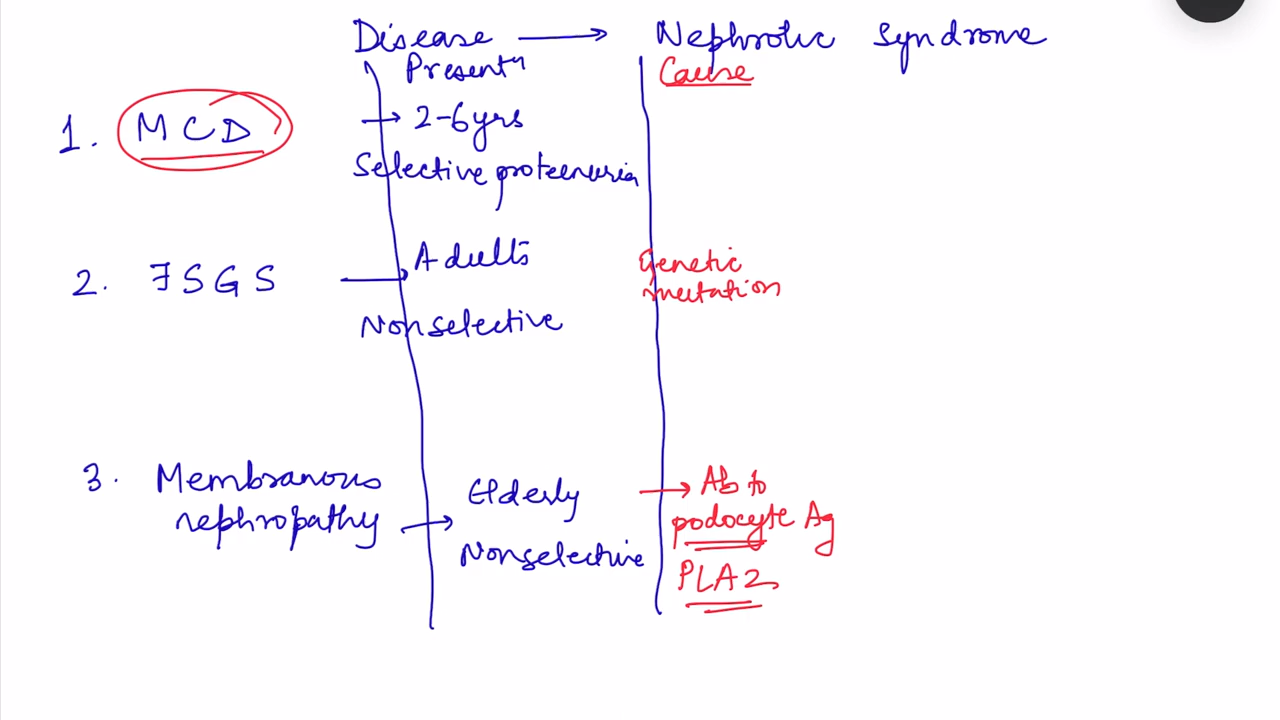 Disease → Nephrotic Syndrome
Presentⁿ Cause
1. MCD → 2-6yrs
Selective proteenuria
2. FSGS → Adults Genetic
mutation
Nonselective
3. Membranous → Elderly → Ab to
nephropathy podocyte Ag
Nonselective PLA2